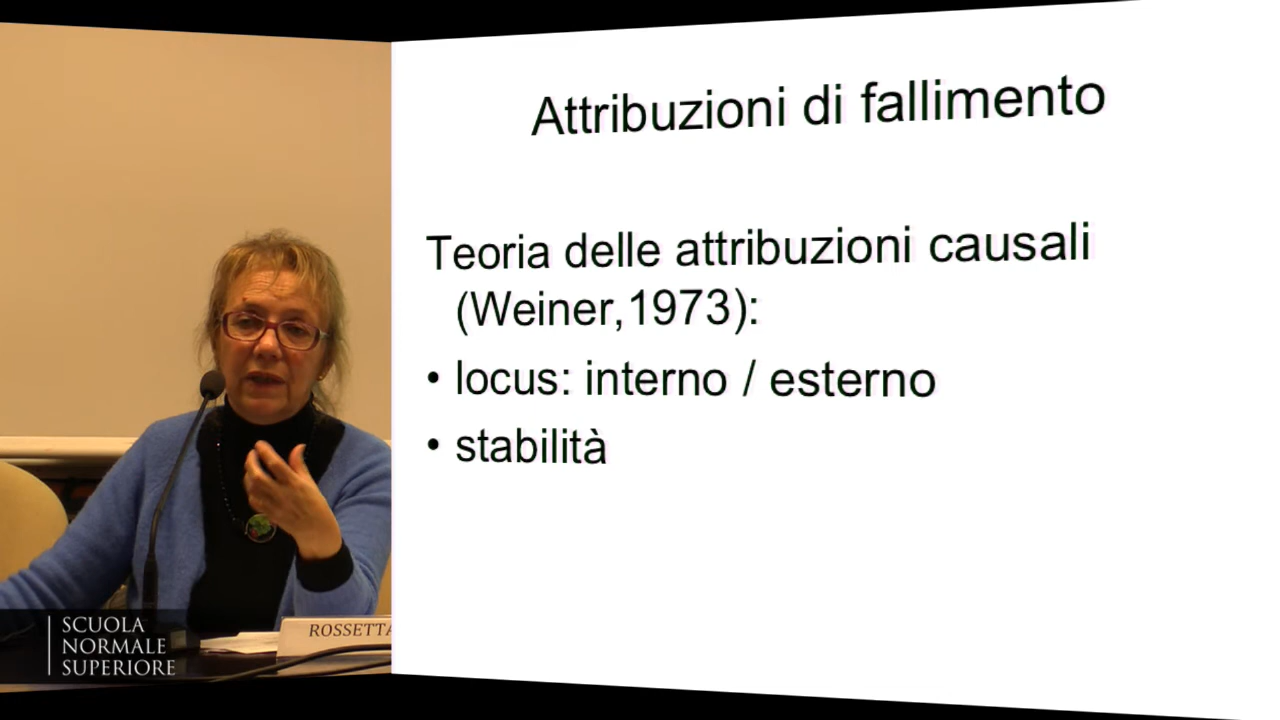 Attribuzioni di fallimento
Teoria delle attribuzioni causali
(Weiner,1973):
• locus: interno / esterno
• stabilità
SCUOLA
NORMALE
SUPERIORE
ROSSETTA